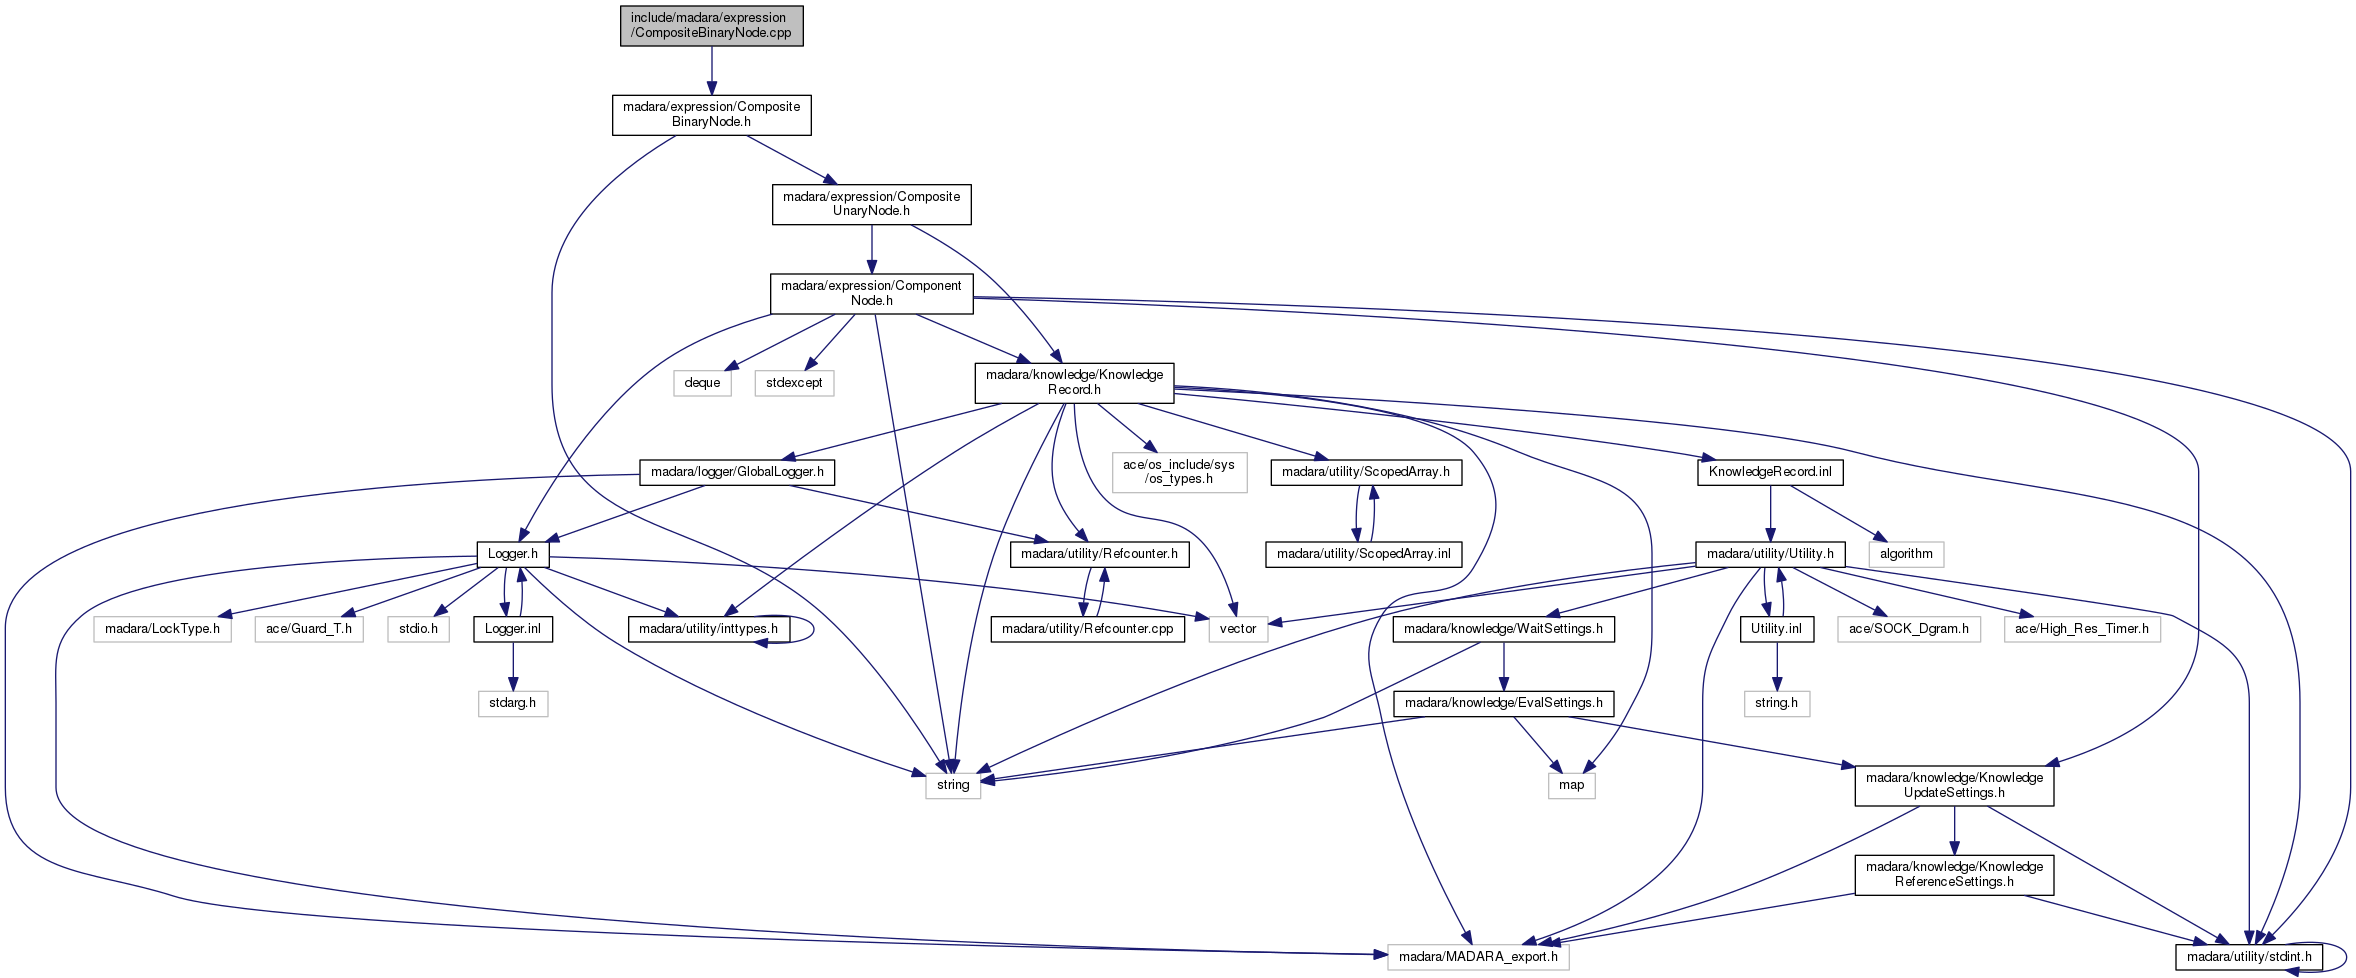 include/madara/expression
/CompositeBinaryNode.cpp
madara/expression/Composite
BinaryNode.h
madara/expression/Composite
UnaryNode.h
madara/expression/Component
Node.h
deque
stdexcept
madara/knowledge/Knowledge
Record.h
madara/logger/GlobalLogger.h
ace/os_include/sys
/os_types.h
madara/utility/ScopedArray.h
KnowledgeRecord.inl
Logger.h
madara/utility/Refcounter.h
madara/utility/ScopedArray.inl
madara/utility/Utility.h
algorithm
madara/LockType.h
ace/Guard_T.h
stdio.h
Logger.inl
madara/utility/inttypes.h
madara/utility/Refcounter.cpp
vector
madara/knowledge/WaitSettings.h
Utility.inl
ace/SOCK_Dgram.h
ace/High_Res_Timer.h
stdarg.h
madara/knowledge/EvalSettings.h
string.h
string
map
madara/knowledge/Knowledge
UpdateSettings.h
madara/knowledge/Knowledge
ReferenceSettings.h
madara/MADARA_export.h
madara/utility/stdint.h